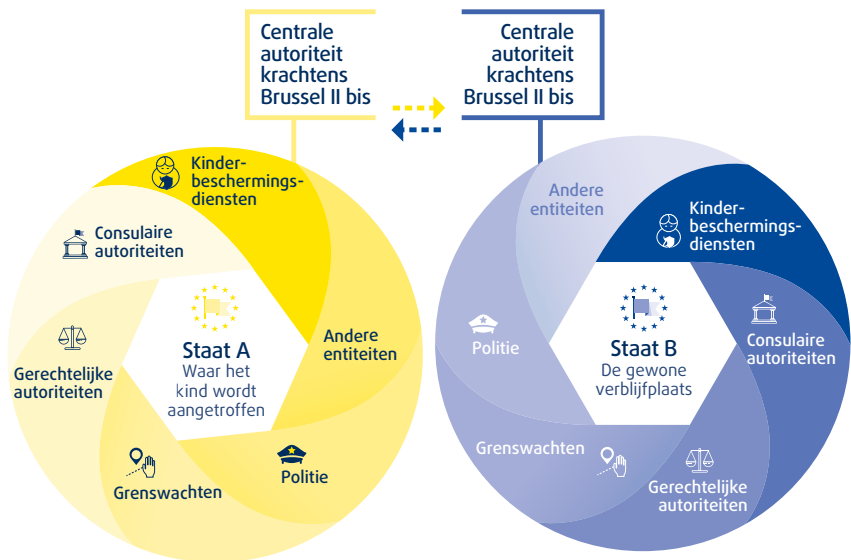 Centrale
autoriteit
krachtens
Brussel II bis
Centrale
autoriteit
krachtens
Brussel II bis
Kinder-
beschermings-
diensten
Consulaire
autoriteiten
Gerechtelijke
autoriteiten
Grenswachten
Politie
Andere
entiteiten
Staat A
Waar het
kind wordt
aangetroffen
Andere
entiteiten
Kinder-
beschermings-
diensten
Consulaire
autoriteiten
Gerechtelijke
autoriteiten
Grenswachten
Politie
Staat B
De gewone
verblijfplaats